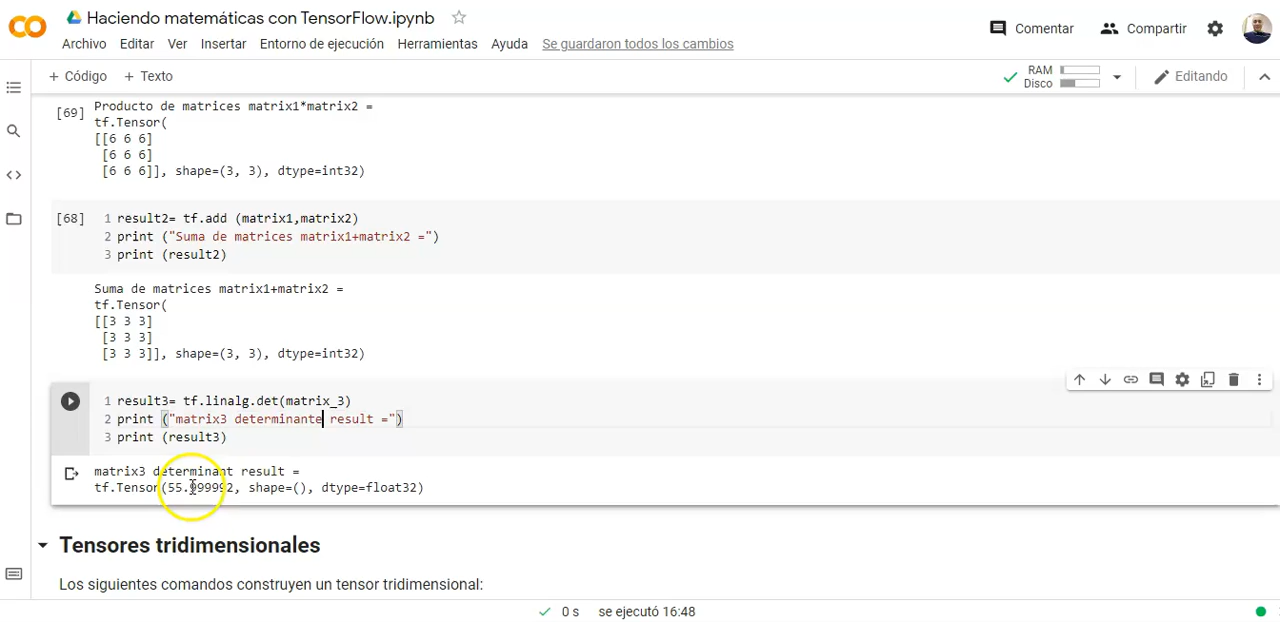 Haciendo matemáticas con TensorFlow.ipynb
Archivo Editar Ver Insertar Entorno de ejecución Herramientas Ayuda Se guardaron todos los cambios
Comentar Compartir
+ Código + Texto
RAM
Disco
Editando
[69] Producto de matrices matrix1*matrix2 =
tf.Tensor(
[[6 6 6]
[6 6 6]
[6 6 6]], shape=(3, 3), dtype=int32)
[68] 1 result2= tf.add (matrix1,matrix2)
2 print ("Suma de matrices matrix1+matrix2 =")
3 print (result2)
Suma de matrices matrix1+matrix2 =
tf.Tensor(
[[3 3 3]
[3 3 3]
[3 3 3]], shape=(3, 3), dtype=int32)
1 result3= tf.linalg.det(matrix_3)
2 print ("matrix3 determinante result =")
3 print (result3)
matrix3 determinant result =
tf.Tensor(55.999992, shape=(), dtype=float32)
Tensores tridimensionales
Los siguientes comandos construyen un tensor tridimensional:
0 s se ejecutó 16:48